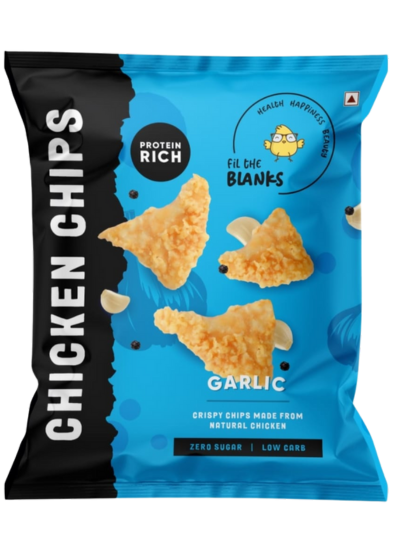 CHICKEN CHIPS
PROTEIN
RICH
HEALTH HAPPINESS BEAUTY
fil the
BLANKS
GARLIC
CRISPY CHIPS MADE FROM
NATURAL CHICKEN
ZERO SUGAR | LOW CARB